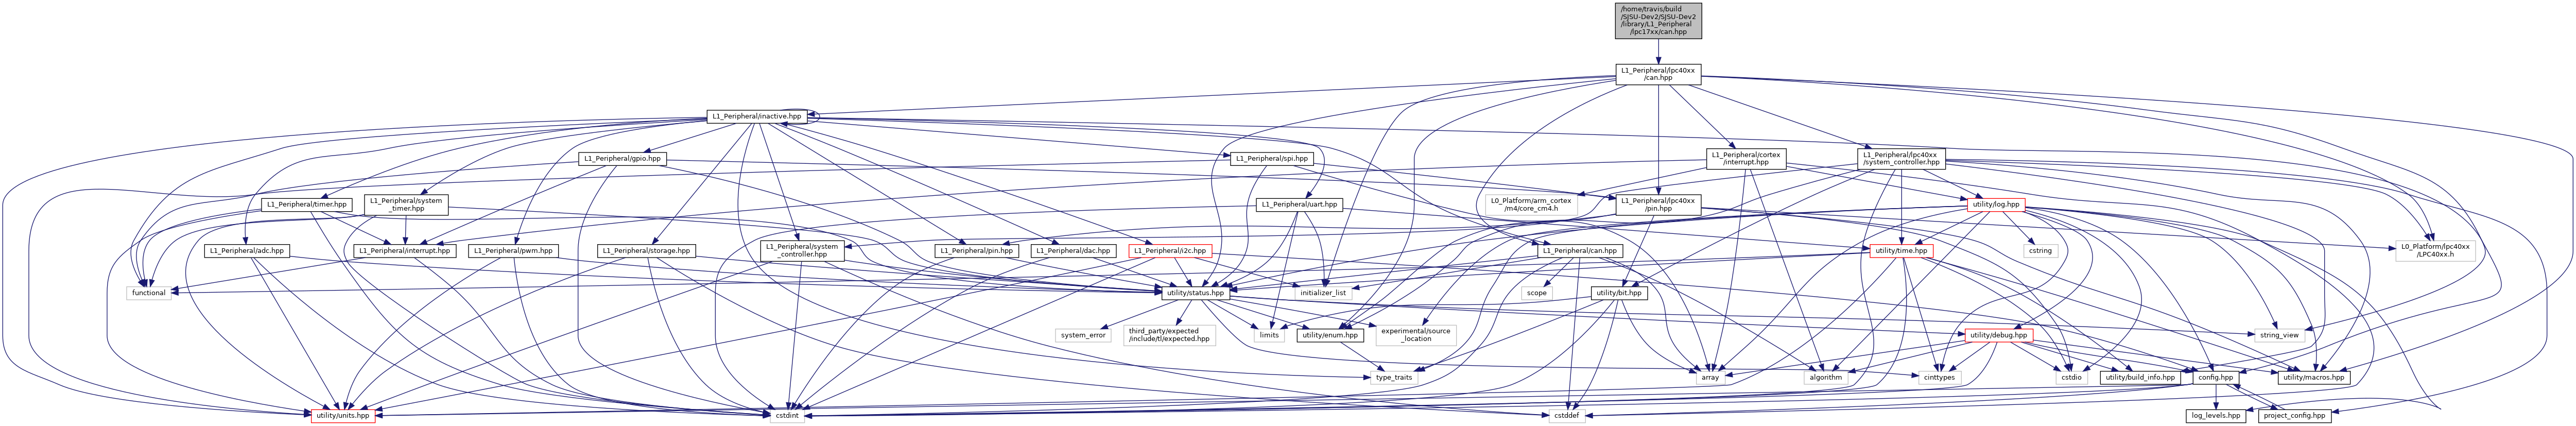 /home/travis/build
/SJSU-Dev2/SJSU-Dev2
/library/L1_Peripheral
/lpc17xx/can.hpp
L1_Peripheral/lpc40xx
/can.hpp
L1_Peripheral/inactive.hpp
L1_Peripheral/gpio.hpp
L1_Peripheral/spi.hpp
L1_Peripheral/cortex
/interrupt.hpp
L1_Peripheral/lpc40xx
/system_controller.hpp
L1_Peripheral/timer.hpp
L1_Peripheral/system
_timer.hpp
L1_Peripheral/uart.hpp
L0_Platform/arm_cortex
/m4/core_cm4.h
L1_Peripheral/lpc40xx
/pin.hpp
utility/log.hpp
L1_Peripheral/adc.hpp
L1_Peripheral/interrupt.hpp
L1_Peripheral/pwm.hpp
L1_Peripheral/storage.hpp
L1_Peripheral/system
_controller.hpp
L1_Peripheral/pin.hpp
L1_Peripheral/dac.hpp
L1_Peripheral/i2c.hpp
L1_Peripheral/can.hpp
utility/time.hpp
cstring
L0_Platform/lpc40xx
/LPC40xx.h
functional
utility/status.hpp
initializer_list
scope
utility/bit.hpp
system_error
third_party/expected
/include/tl/expected.hpp
limits
utility/enum.hpp
experimental/source
_location
utility/debug.hpp
string_view
type_traits
array
algorithm
cinttypes
cstdio
utility/build_info.hpp
config.hpp
utility/macros.hpp
utility/units.hpp
cstdint
cstddef
log_levels.hpp
project_config.hpp